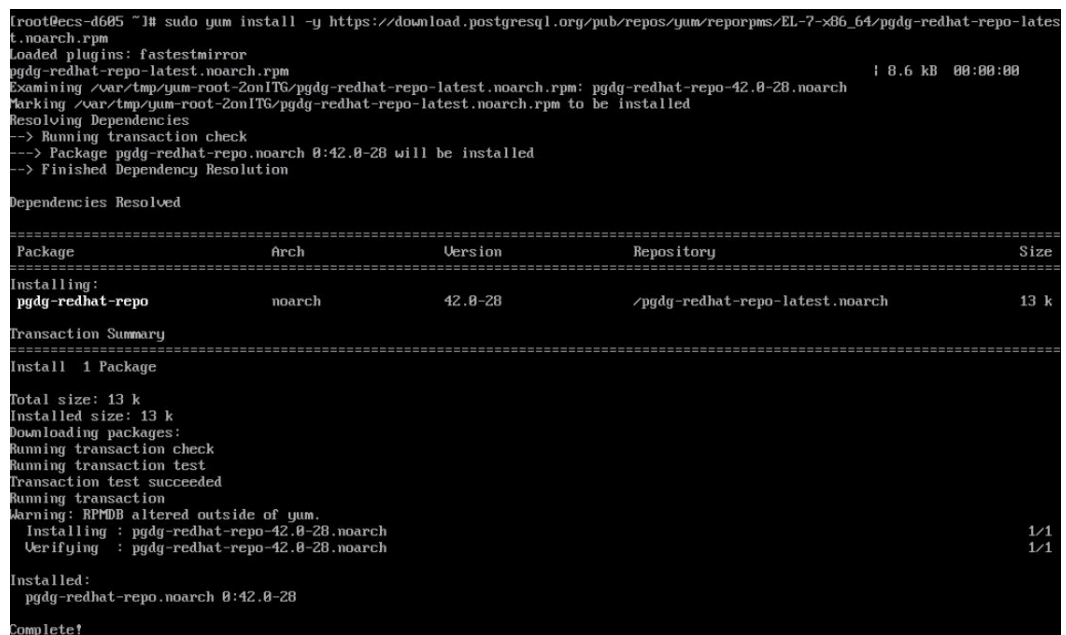 [root@ecs-d605 ~]# sudo yum install -y https://download.postgresql.org/pub/repos/yum/reporpms/EL-7-x86_64/pgdg-redhat-repo-lates
t.noarch.rpm
Loaded plugins: fastestmirror
pgdg-redhat-repo-latest.noarch.rpm | 8.6 kB 00:00:00
Examining /var/tmp/yum-root-2onITG/pgdg-redhat-repo-latest.noarch.rpm: pgdg-redhat-repo-42.0-28.noarch
Marking /var/tmp/yum-root-2onITG/pgdg-redhat-repo-latest.noarch.rpm to be installed
Resolving Dependencies
--> Running transaction check
---> Package pgdg-redhat-repo.noarch 0:42.0-28 will be installed
--> Finished Dependency Resolution
Dependencies Resolved
================================================================================
Package Arch Version Repository Size
================================================================================
Installing:
pgdg-redhat-repo noarch 42.0-28 /pgdg-redhat-repo-latest.noarch 13 k
Transaction Summary
================================================================================
Install 1 Package
Total size: 13 k
Installed size: 13 k
Downloading packages:
Running transaction check
Running transaction test
Transaction test succeeded
Running transaction
Warning: RPMDB altered outside of yum.
Installing : pgdg-redhat-repo-42.0-28.noarch 1/1
Verifying : pgdg-redhat-repo-42.0-28.noarch 1/1
Installed:
pgdg-redhat-repo.noarch 0:42.0-28
Complete!